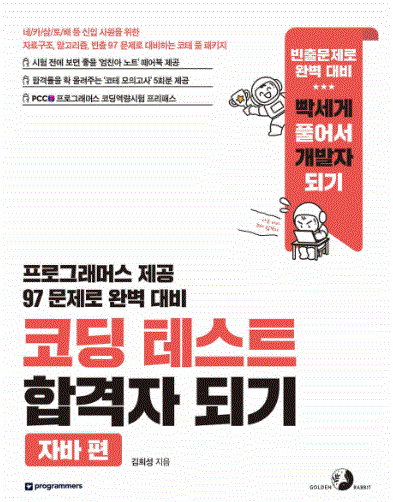 네/카/삼/토/배 등 신입 사원을 위한
자료구조, 알고리즘, 빈출 97 문제로 대비하는 코테 풀 패키지
시험 전에 보면 좋을 '엄친아 노트' 떼어북 제공
합격률을 확 올려주는 '코테 모의고사' 5회분 제공
PCC 프로그래머스 코딩역량시험 프리패스
빈출문제로
완벽 대비
★★★
빡세게
풀어서
개발자
되기
프로그래머스 제공
97 문제로 완벽 대비
코딩 테스트
합격자 되기
자바 편
김희성 지음
programmers
GOLDEN RABBIT